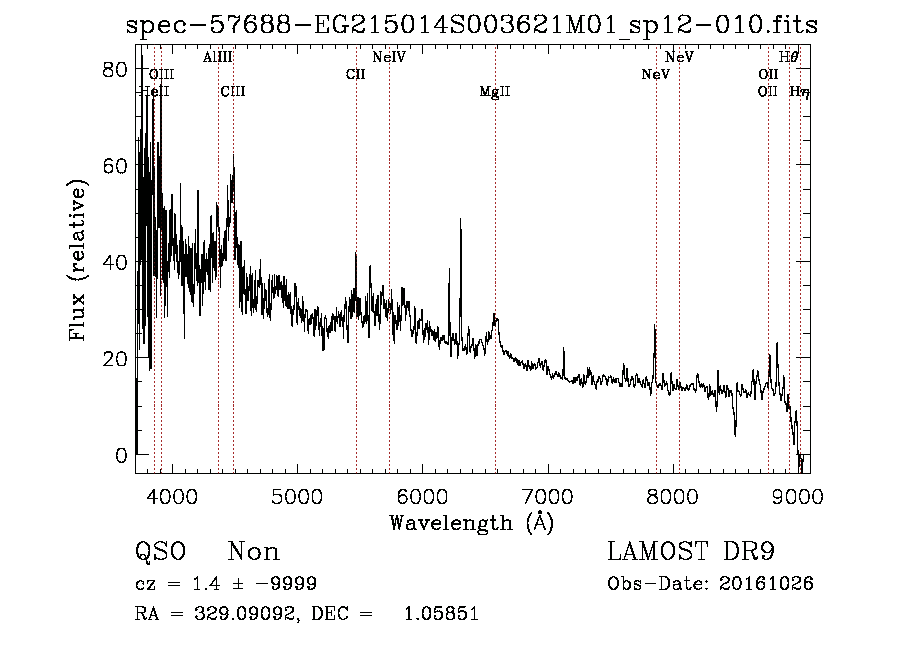 spec-57688-EG215014S003621M01_sp12-010.fits
AlIII NeIV NeV Hθ
OIII CII NeV OII
HeII CIII MgII OII Hη
80
60
40
20
0
Flux (relative)
4000 5000 6000 7000 8000 9000
Wavelength (Å)
QSO Non LAMOST DR9
cz = 1.4 ± -9999 Obs-Date: 20161026
RA = 329.09092, DEC = 1.05851